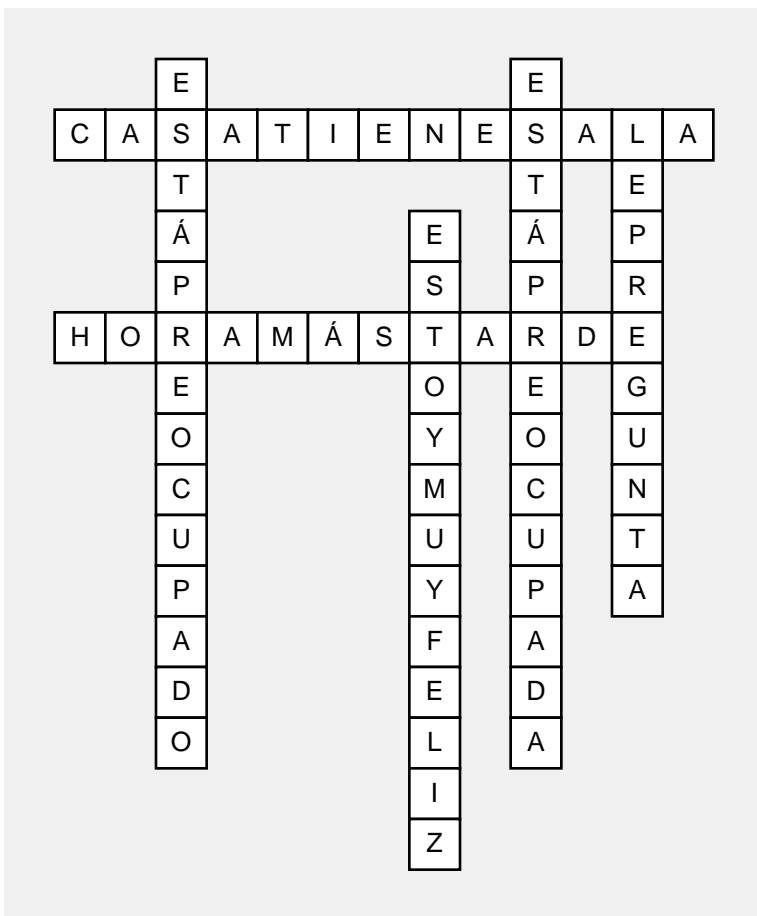 ESTÁPREOCUPADO
ESTÁPREOCUPADA
CASATIENESALA
LEPREGUNTA
ESTOYMUYFELIZ
HORAMÁSTARDE